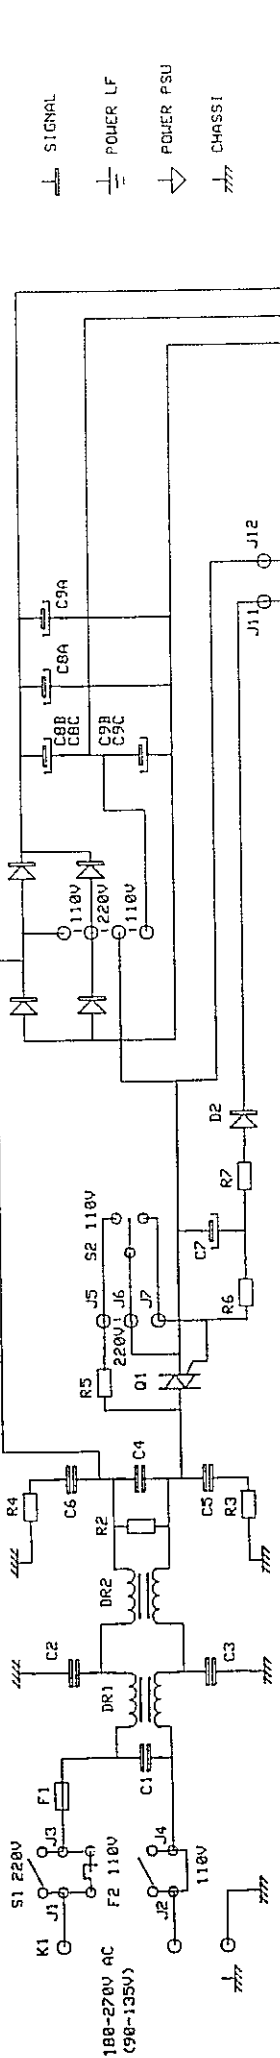 SIGNAL
POWER LF
POWER PSU
CHASSI
C9A
C8A
C8B
C8C
C9B
C9C
110V
220V
110V
J12
J11
D2
R7
C7
R6
S2 110V
J5
J6
J7
220V
R5
Q1
R4
C6
C4
R2
C5
R3
DR2
C2
DR1
C3
C1
F1
S1 220V
J3
J1
K1
F2 110V
J4
J2
110V
180-270V AC
(90-135V)